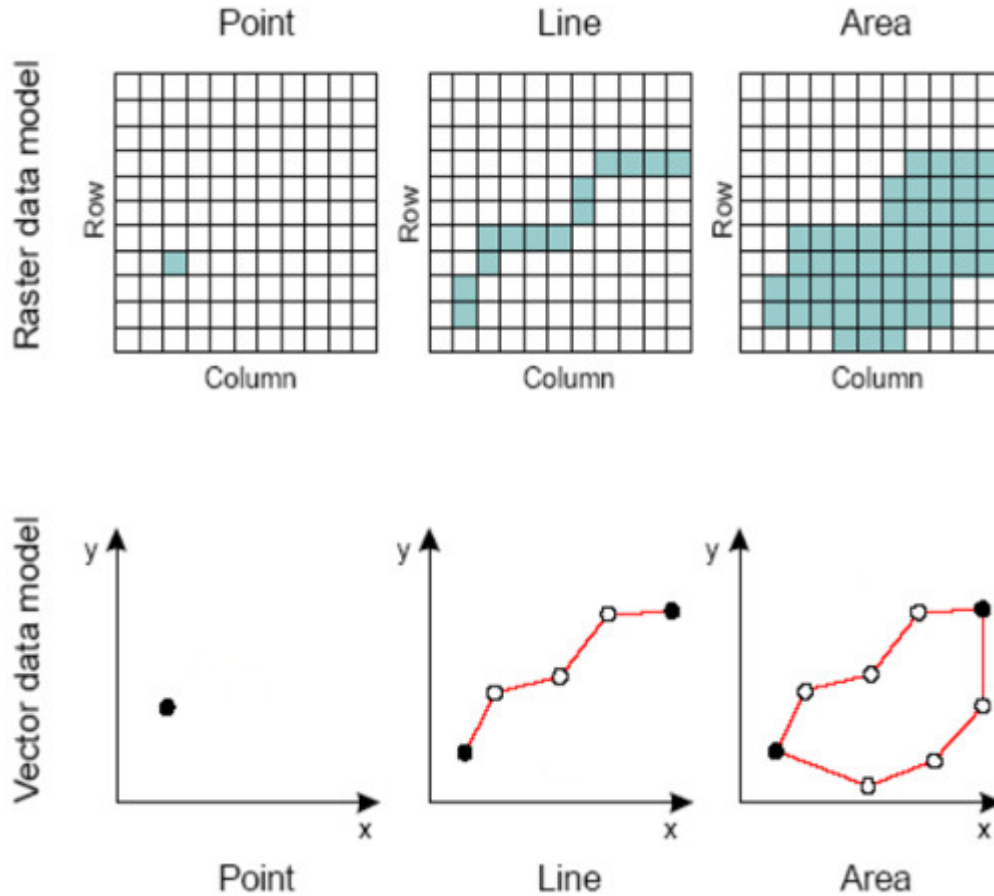 Point Line Area
Raster data model
Row Row Row
Column Column Column
Vector data model
y y y
x x x
Point Line Area